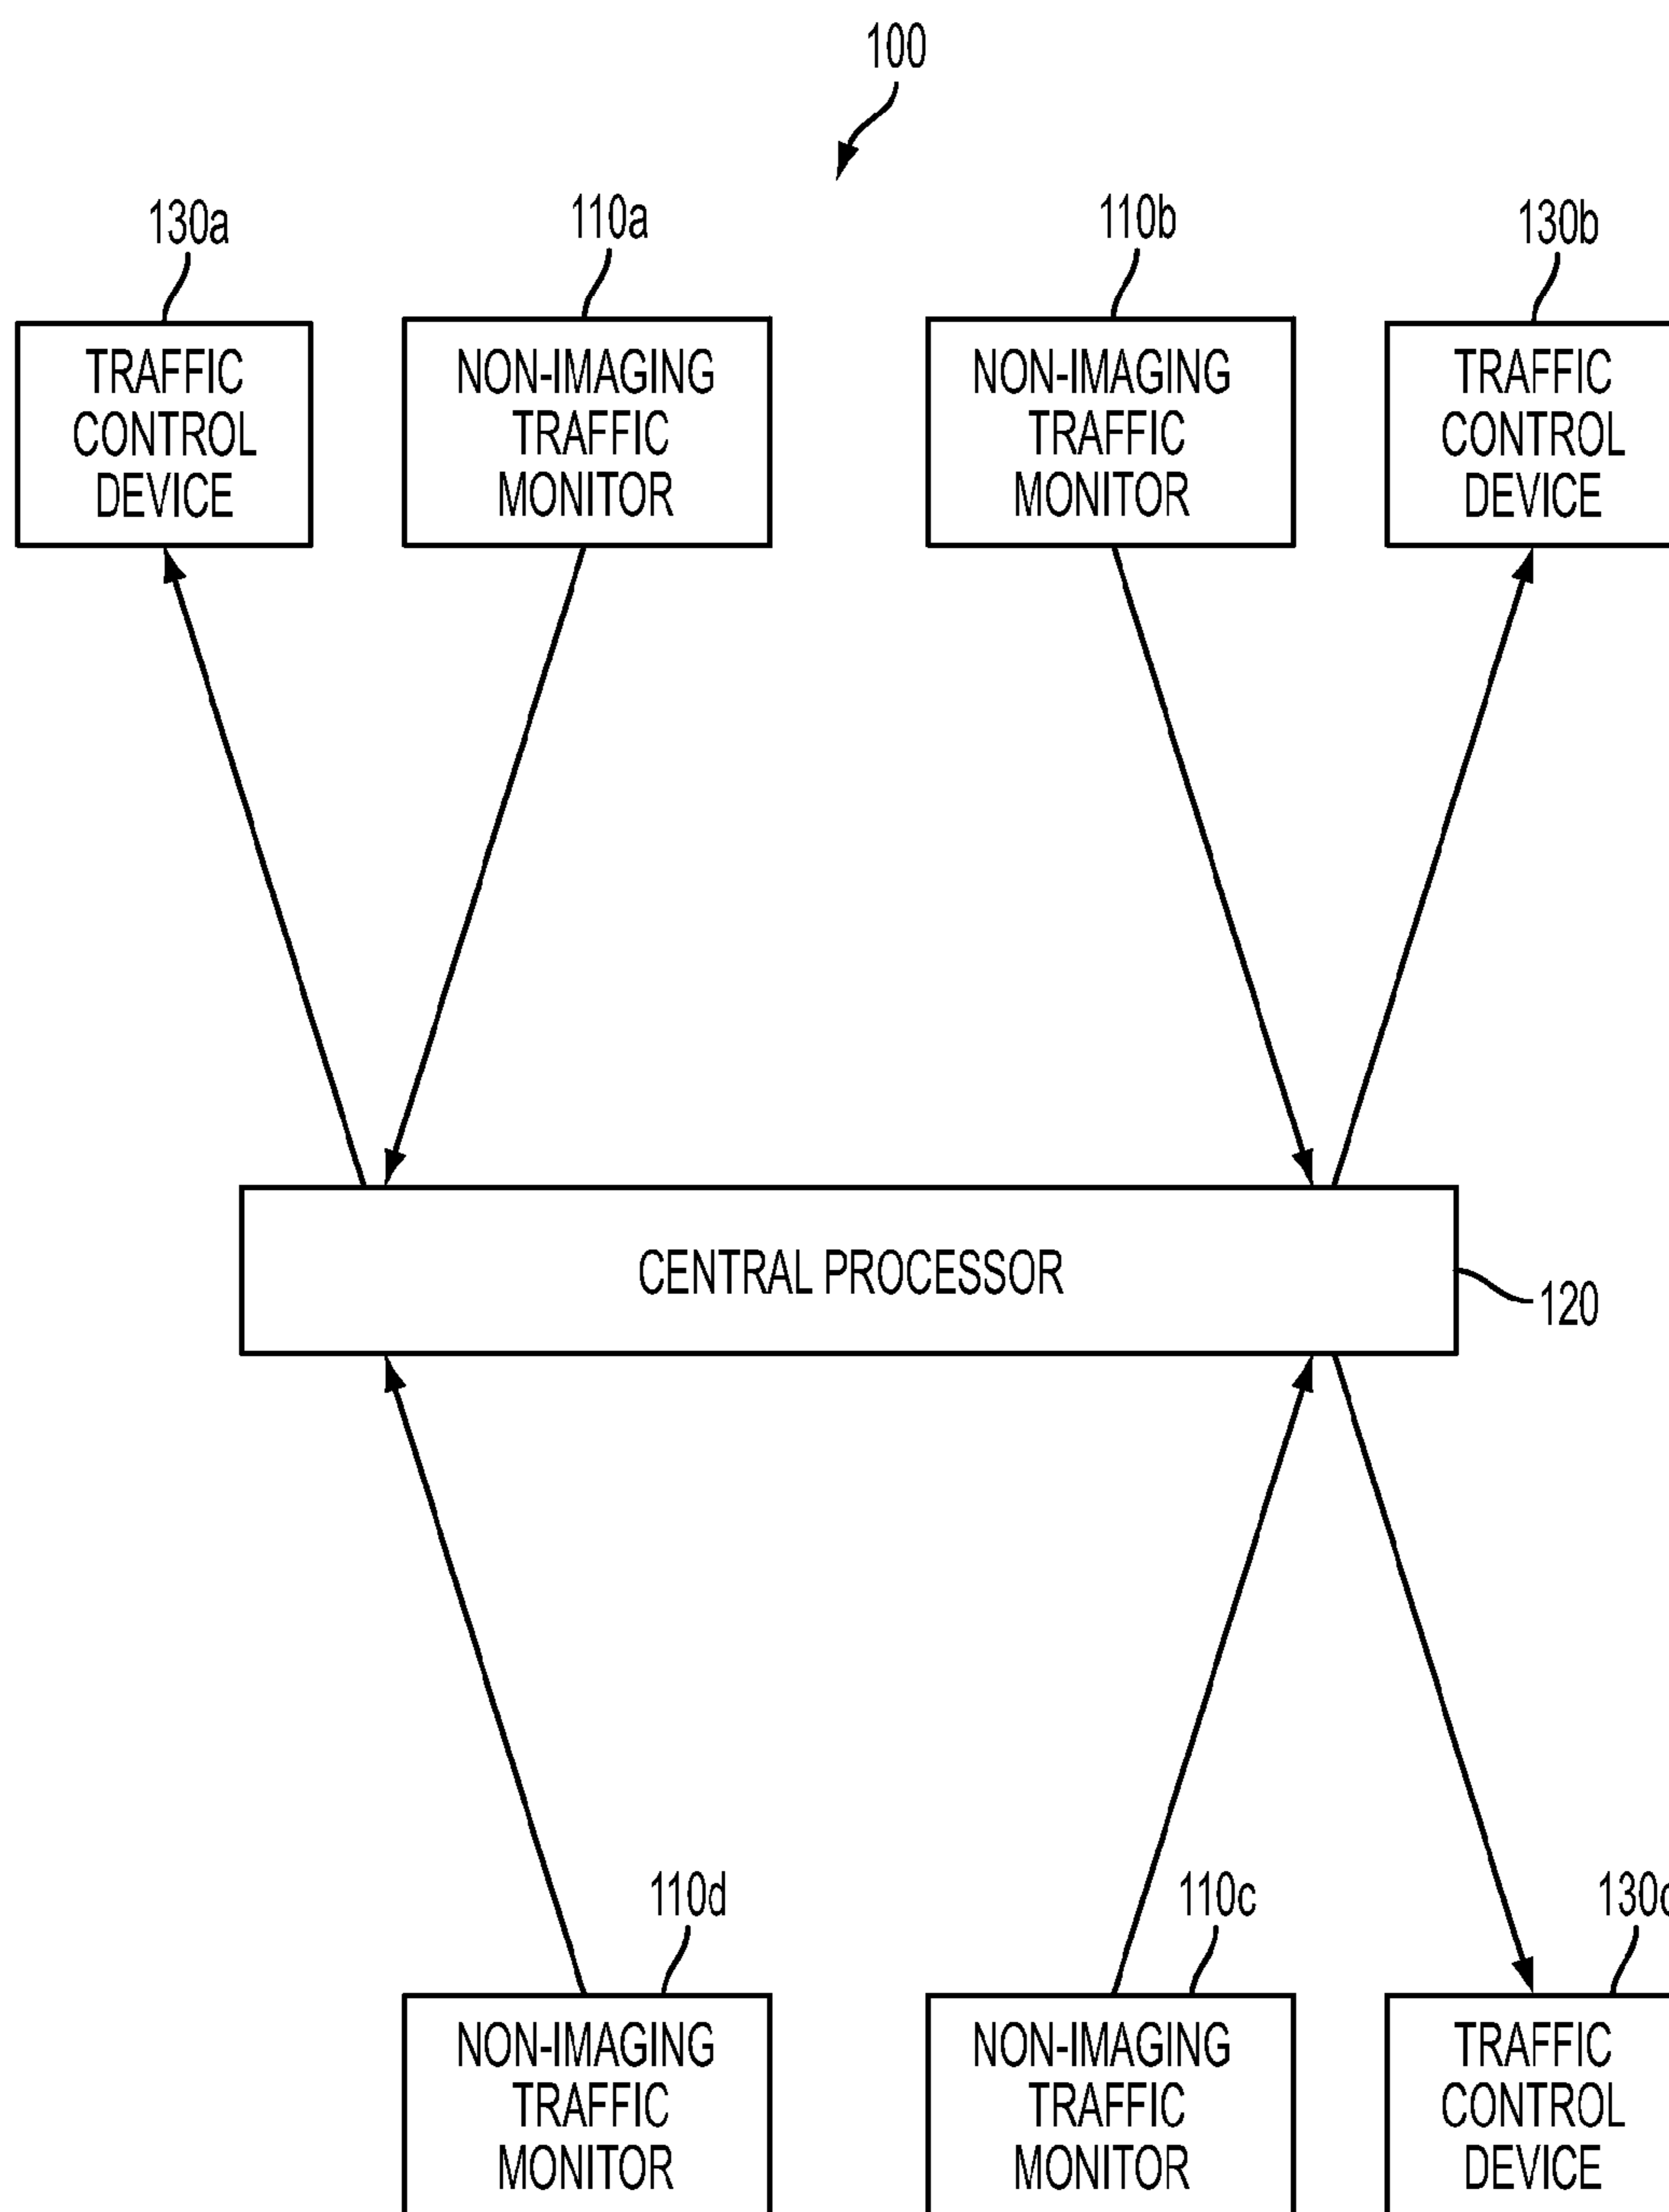 100
130a
110a
110b
130b
TRAFFIC
CONTROL
DEVICE
NON-IMAGING
TRAFFIC
MONITOR
NON-IMAGING
TRAFFIC
MONITOR
TRAFFIC
CONTROL
DEVICE
CENTRAL PROCESSOR
120
110d
110c
NON-IMAGING
TRAFFIC
MONITOR
NON-IMAGING
TRAFFIC
MONITOR
TRAFFIC
CONTROL
DEVICE